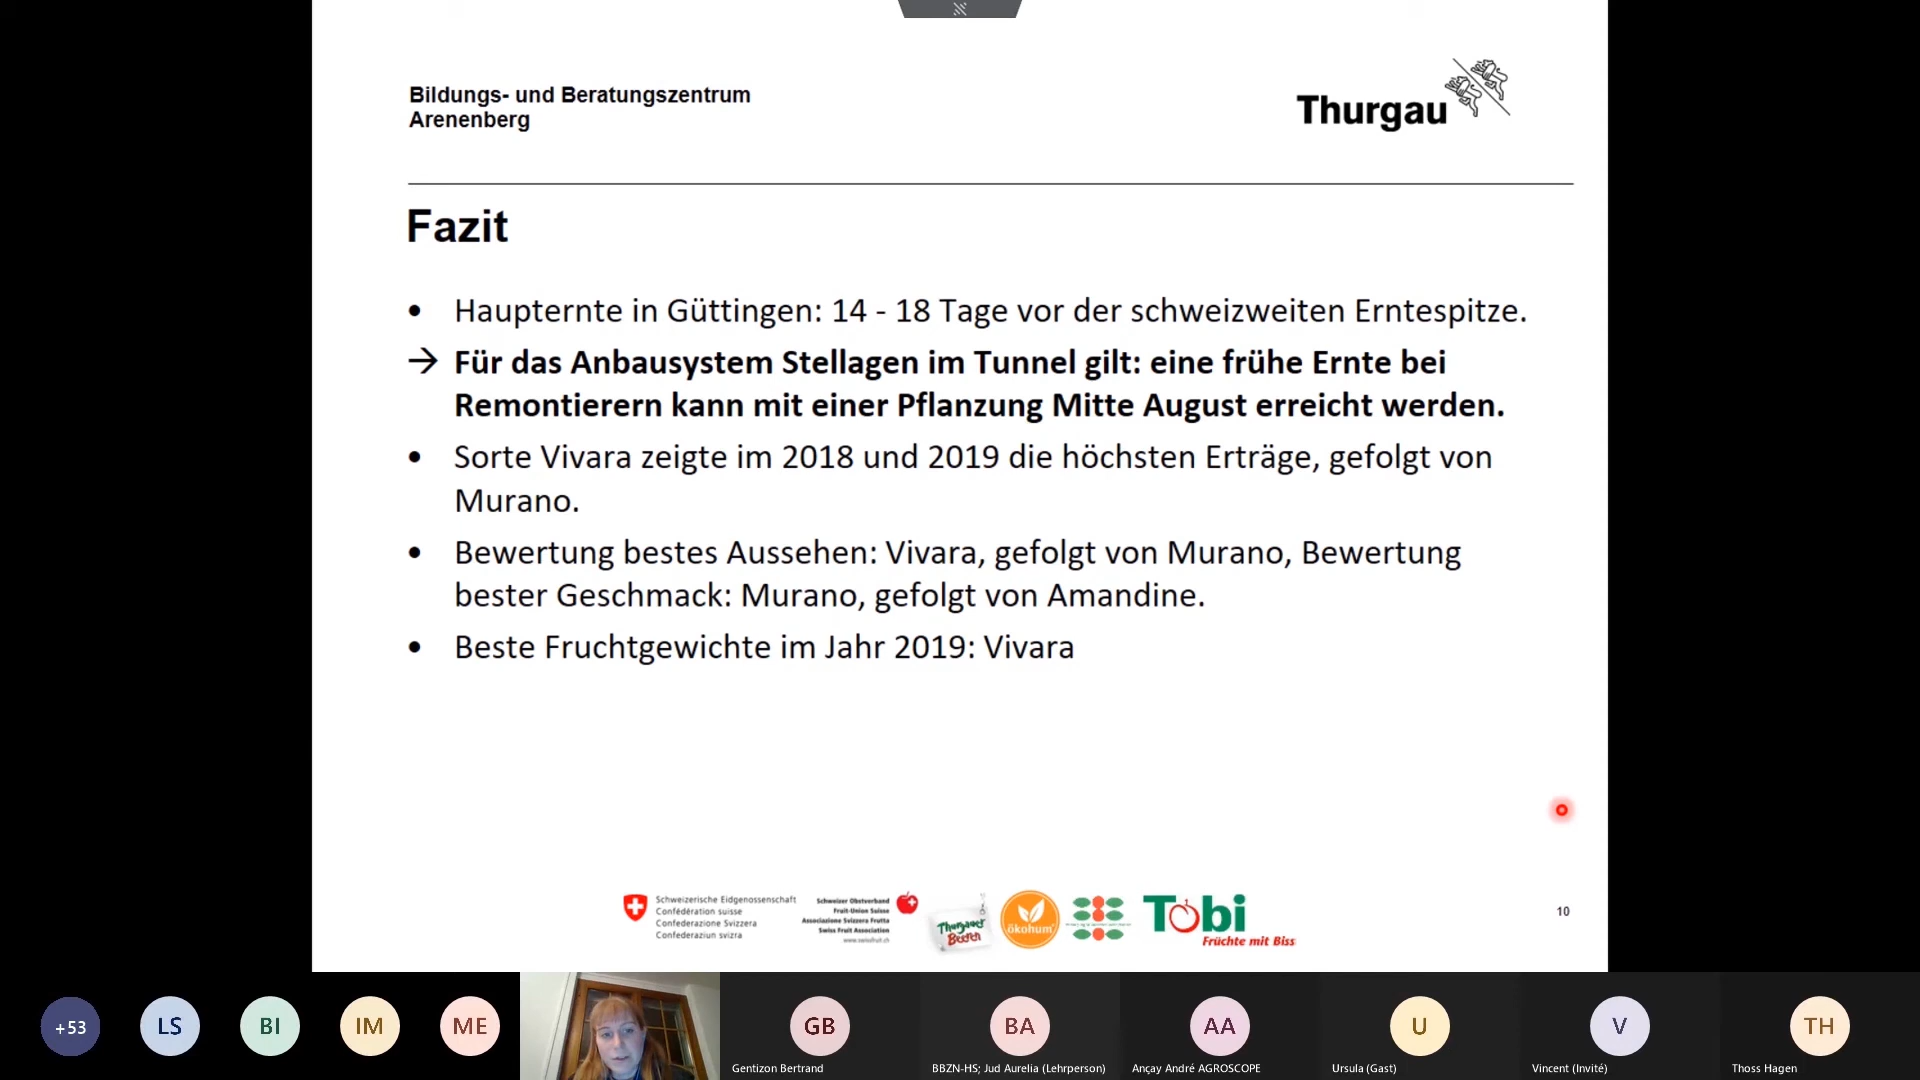 Bildungs- und Beratungszentrum
Arenenberg
Thurgau
Fazit
• Haupternte in Güttingen: 14 - 18 Tage vor der schweizweiten Erntespitze.
→ Für das Anbausystem Stellagen im Tunnel gilt: eine frühe Ernte bei
Remontierern kann mit einer Pflanzung Mitte August erreicht werden.
• Sorte Vivara zeigte im 2018 und 2019 die höchsten Erträge, gefolgt von
Murano.
• Bewertung bestes Aussehen: Vivara, gefolgt von Murano, Bewertung
bester Geschmack: Murano, gefolgt von Amandine.
• Beste Fruchtgewichte im Jahr 2019: Vivara
Schweizerische Eidgenossenschaft
Confédération suisse
Confederazione Svizzera
Confederaziun svizra
Schweizer Obstverband
Fruit-Union Suisse
Associazione Svizzera Frutta
Swiss Fruit Association
www.swissfruit.ch
Thurgauer
Beeren
ökohum
Tobi
Früchte mit Biss
10
+53
LS
BI
IM
ME
GB
Gentizon Bertrand
BA
BBZN-HS; Jud Aurelia (Lehrperson)
AA
Ançay André AGROSCOPE
U
Ursula (Gast)
V
Vincent (Invité)
TH
Thoss Hagen